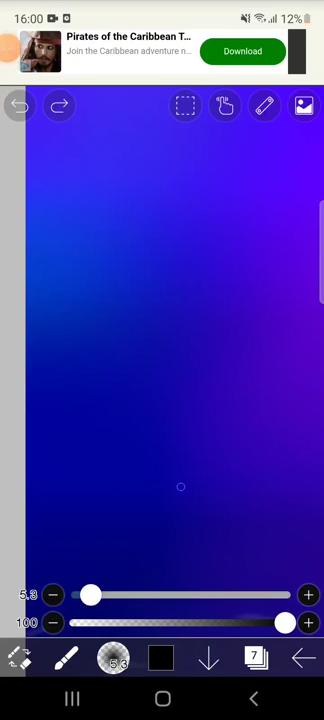 16:00 12%
Pirates of the Caribbean T...
Join the Caribbean adventure n...
Download
5.3
100
5.3
7